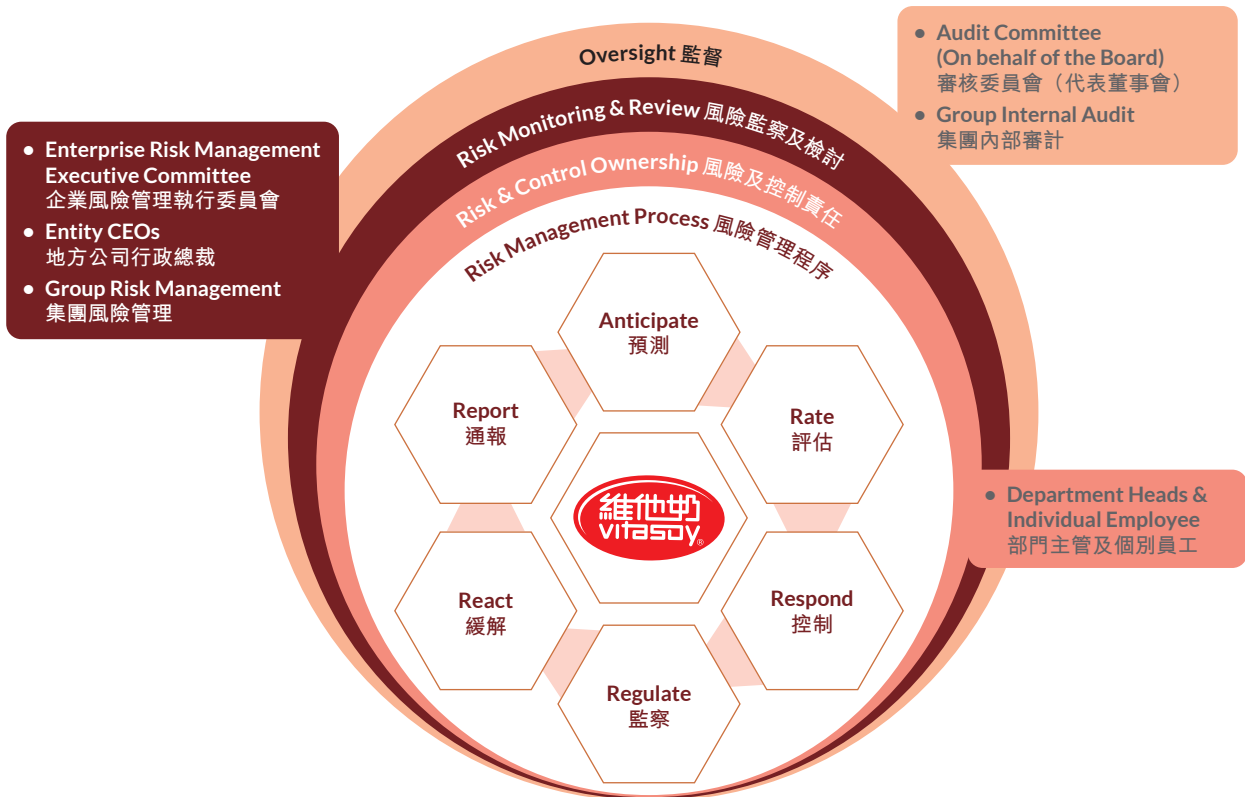 Oversight 監督
Risk Monitoring & Review 風險監察及檢討
Risk & Control Ownership 風險及控制責任
Risk Management Process 風險管理程序
● Audit Committee
(On behalf of the Board)
審核委員會（代表董事會）
● Group Internal Audit
集團內部審計
● Enterprise Risk Management
Executive Committee
企業風險管理執行委員會
● Entity CEOs
地方公司行政總裁
● Group Risk Management
集團風險管理
● Department Heads &
Individual Employee
部門主管及個別員工
Anticipate
預測
Rate
評估
Respond
控制
Regulate
監察
React
緩解
Report
通報
維他奶
vitasoy®